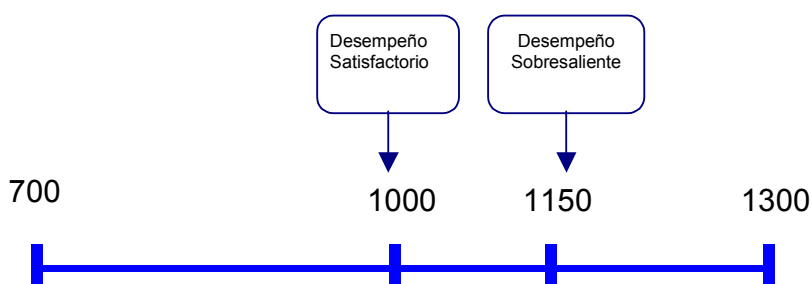 Desempeño
Satisfactorio
Desempeño
Sobresaliente
700
1000
1150
1300